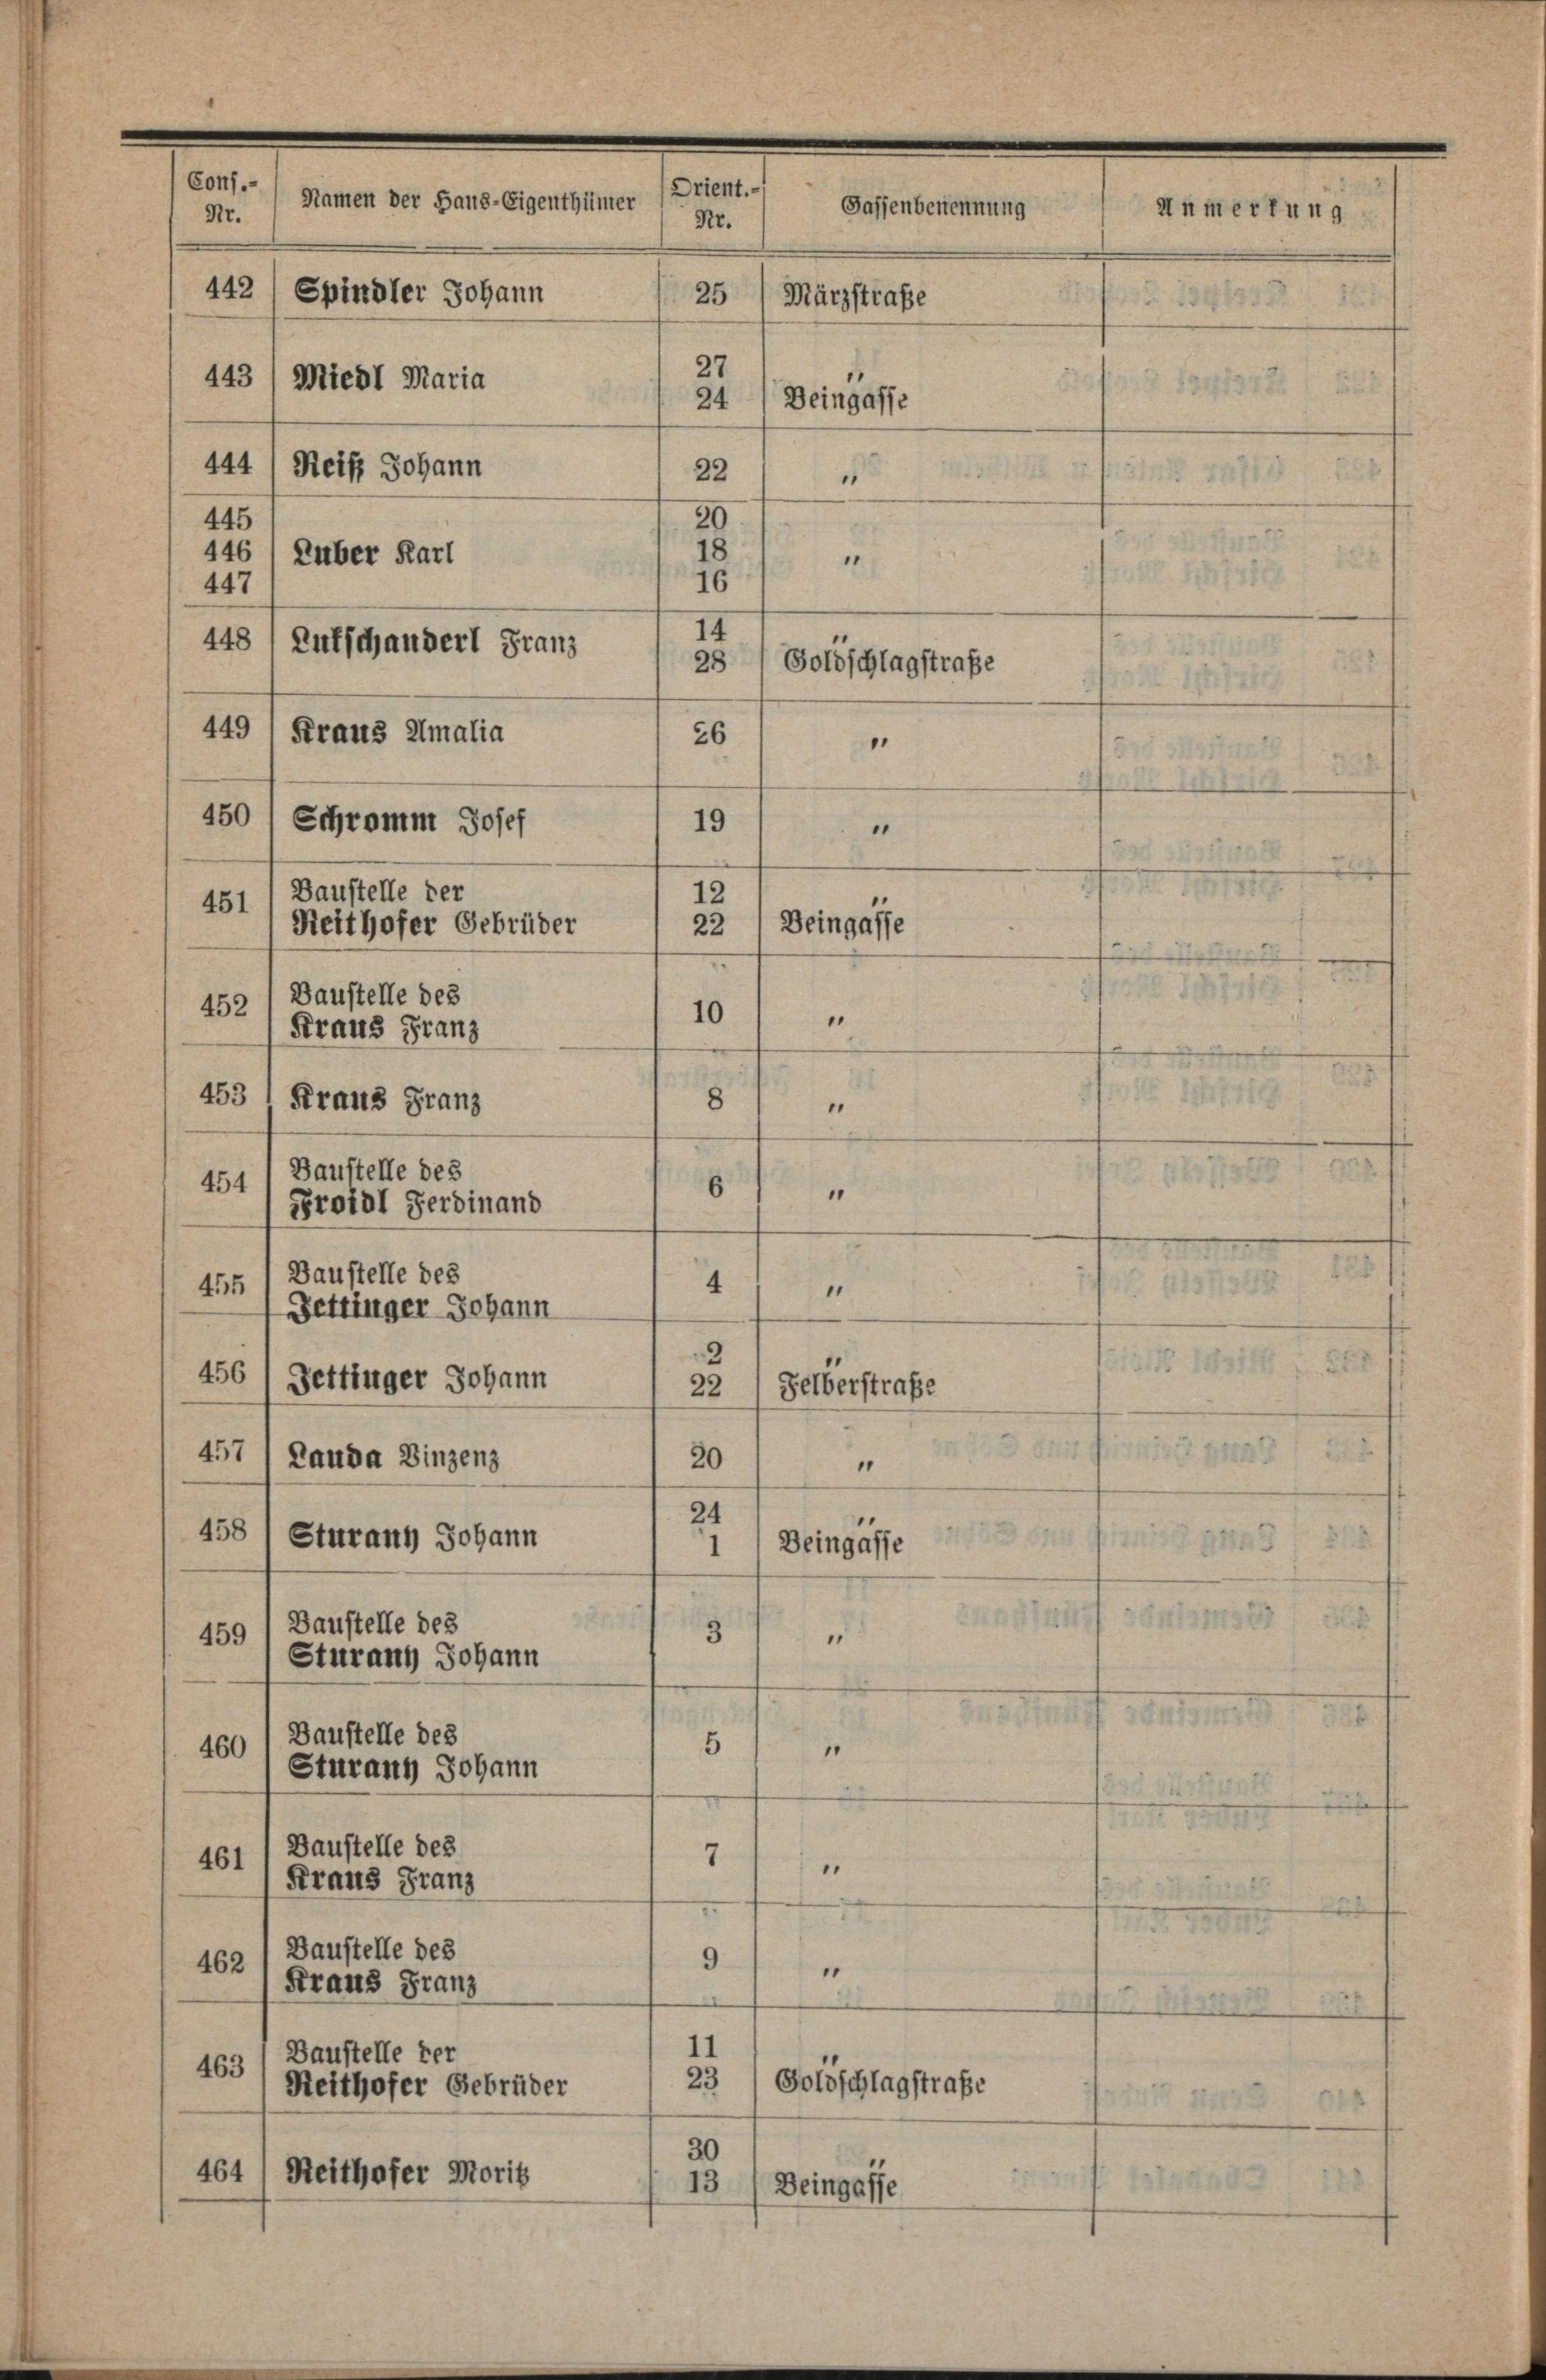 Cons.- Namen der Haus-Eigenthümer Orient.- Gassenbenennung Anmerkung
Nr. Nr.
442 Spindler Johann 25 Märzstraße
443 Miedl Maria 27 "
24 Beingasse
444 Reiß Johann 22 "
445 20
446 Luber Karl 18 "
447 16
448 Lukschanderl Franz 14 "
28 Goldschlagstraße
449 Kraus Amalia 26 "
450 Schromm Josef 19 "
451 Baustelle der 12 "
Reithofer Gebrüder 22 Beingasse
452 Baustelle des 10 "
Kraus Franz
453 Kraus Franz 8 "
454 Baustelle des 6 "
Froidl Ferdinand
455 Baustelle des 4 "
Jettinger Johann
456 Jettinger Johann 2 "
22 Felberstraße
457 Lauda Vinzenz 20 "
458 Sturany Johann 24 "
1 Beingasse
459 Baustelle des 3 "
Sturany Johann
460 Baustelle des 5 "
Sturany Johann
461 Baustelle des 7 "
Kraus Franz
462 Baustelle des 9 "
Kraus Franz
463 Baustelle der 11 "
Reithofer Gebrüder 23 Goldschlagstraße
464 Reithofer Moritz 30 "
13 Beingasse